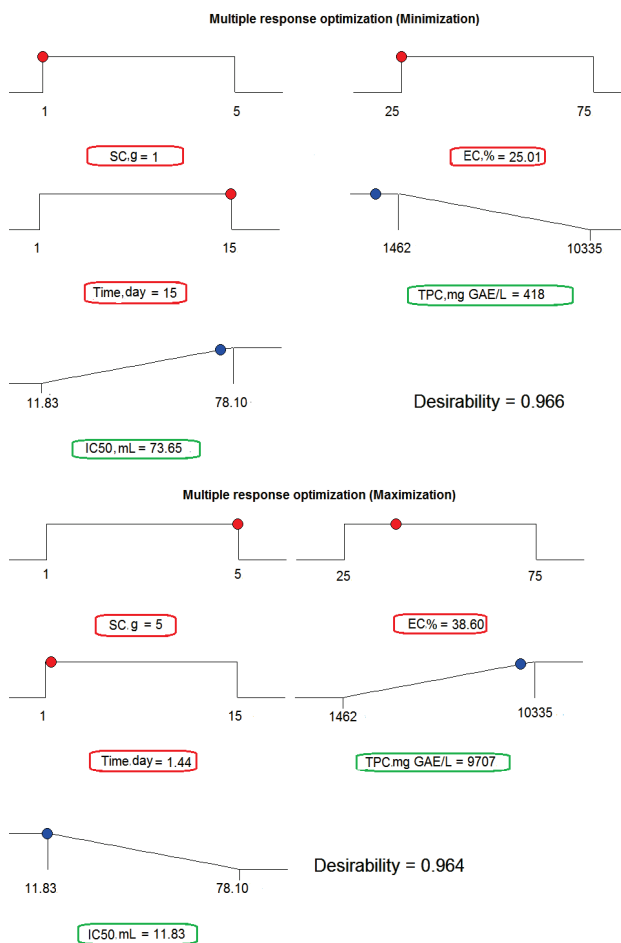 Multiple response optimization (Minimization)
1 5
25 75
SC,g = 1
EC,% = 25.01
1 15
1462 10335
Time,day = 15
TPC,mg GAE/L = 418
11.83 78.10
Desirability = 0.966
IC50,mL = 73.65
Multiple response optimization (Maximization)
1 5
25 75
SC.g = 5
EC% = 38.60
1 15
1462 10335
Time.day = 1.44
TPC.mg GAE/L = 9707
11.83 78.10
Desirability = 0.964
IC50.mL = 11.83